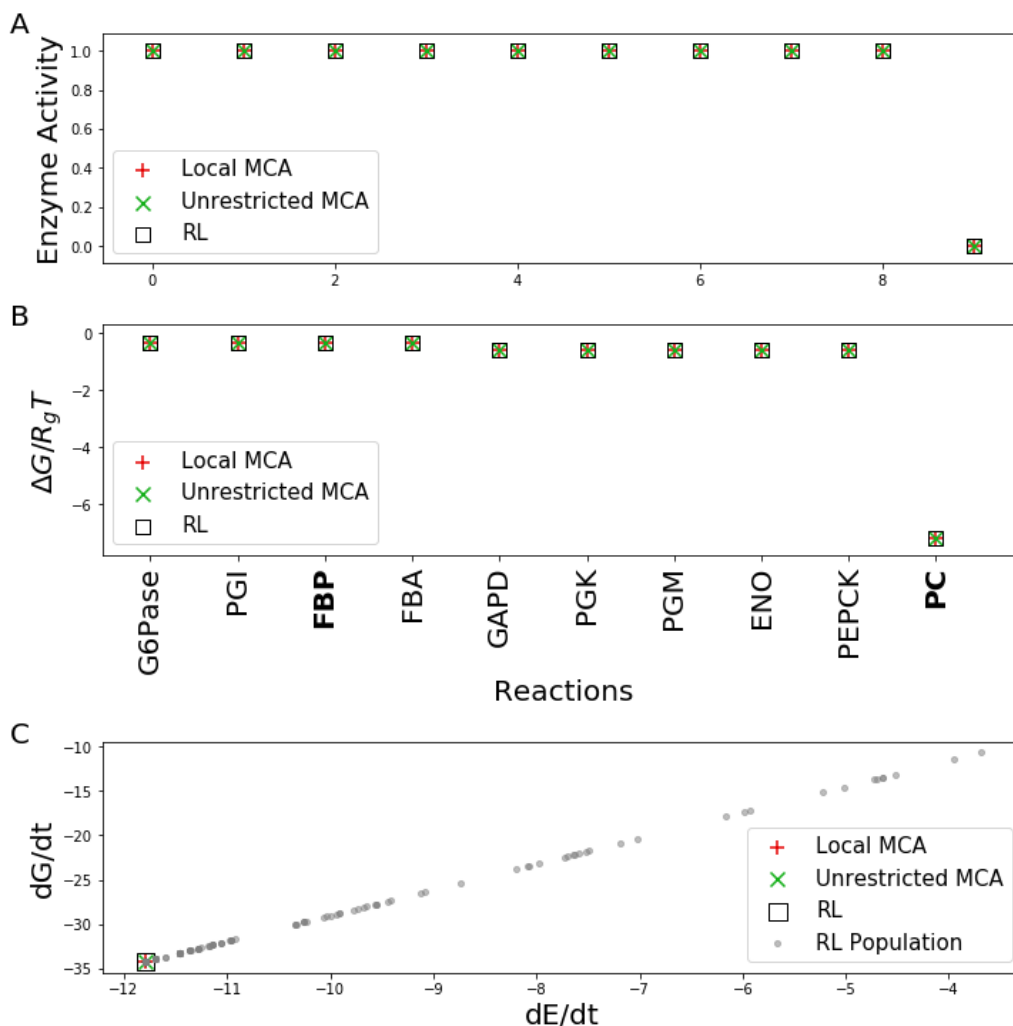 A
Enzyme Activity
1.0
0.8
0.6
0.4
0.2
0.0
Local MCA
Unrestricted MCA
RL
0 2 4 6 8
B
ΔG/R_gT
0
−2
−4
−6
Local MCA
Unrestricted MCA
RL
G6Pase
PGI
FBP
FBA
GAPD
PGK
PGM
ENO
PEPCK
PC
Reactions
C
dG/dt
−10
−15
−20
−25
−30
−35
Local MCA
Unrestricted MCA
RL
RL Population
−12 −11 −10 −9 −8 −7 −6 −5 −4
dE/dt